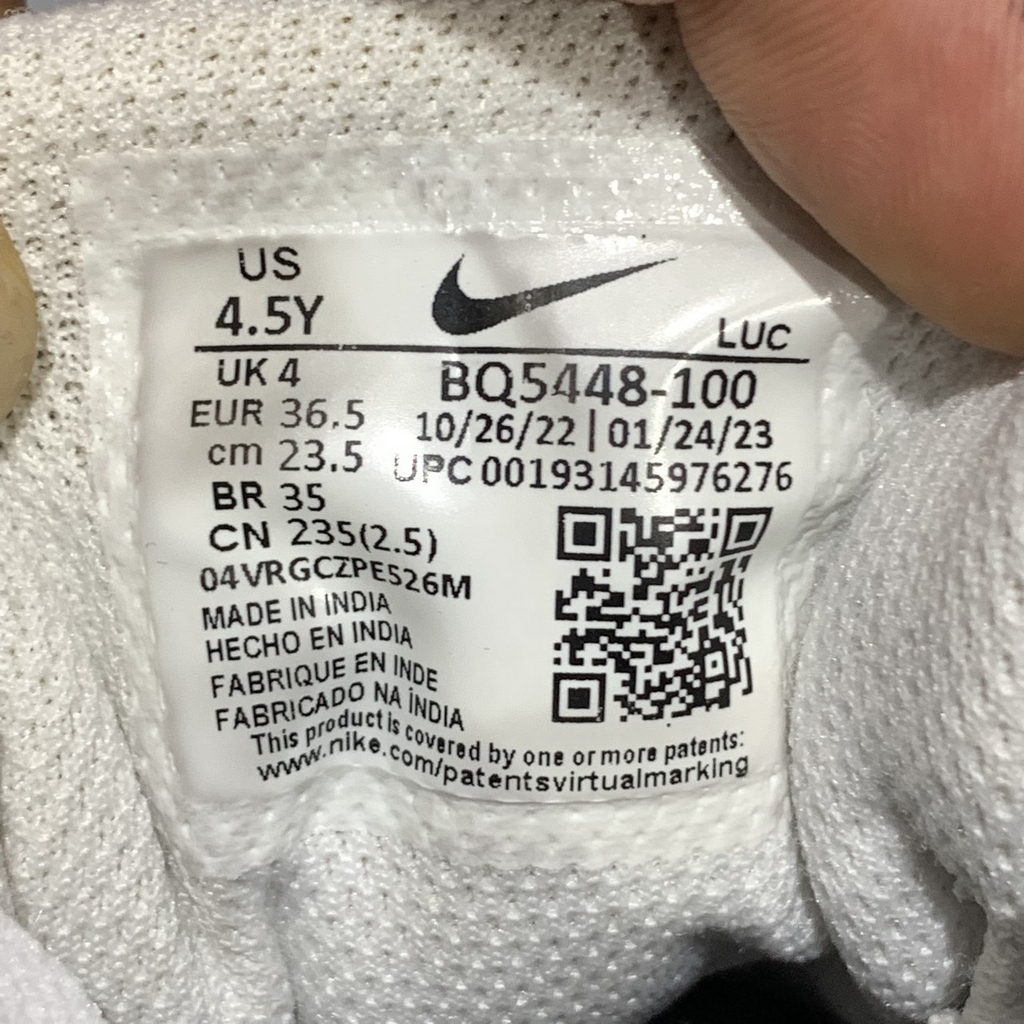 US
4.5Y
LUC
UK 4
EUR 36.5
cm 23.5
BR 35
CN 235(2.5)
BQ5448-100
10/26/22 | 01/24/23
UPC 00193145976276
04VRGCZPE526M
MADE IN INDIA
HECHO EN INDIA
FABRIQUE EN INDE
FABRICADO NA ÍNDIA
This product is covered by one or more patents:
www.nike.com/patentsvirtualmarking